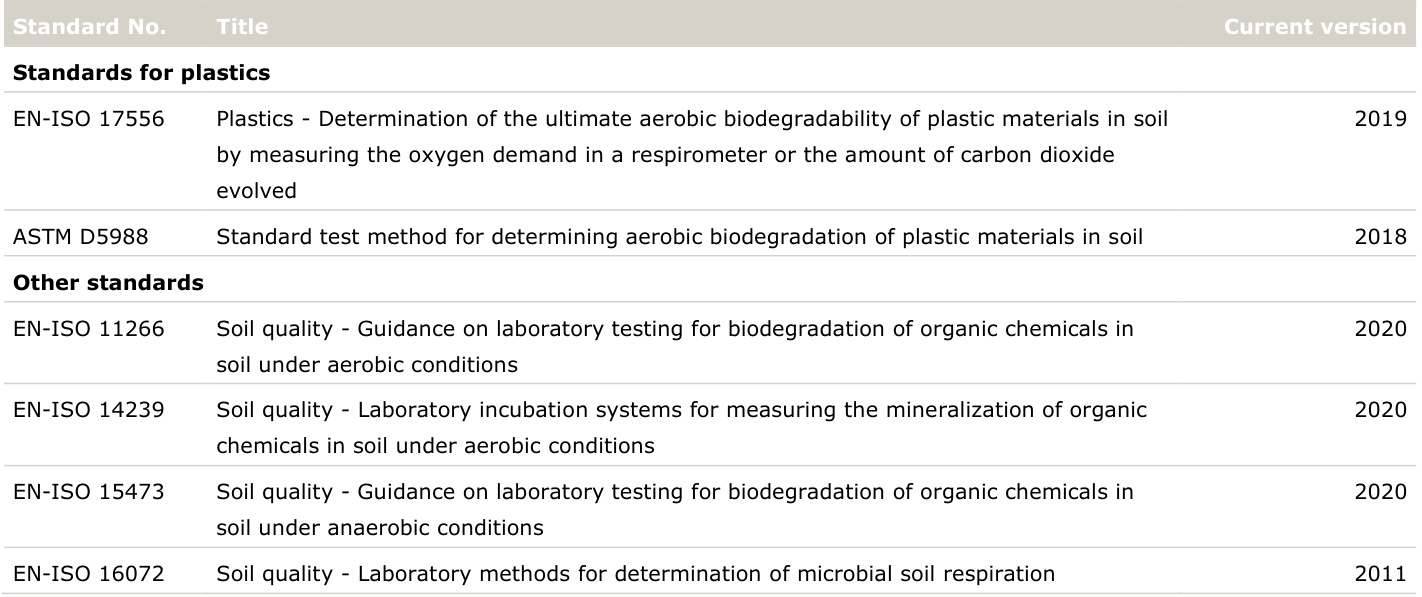 Standard No. Title Current version
Standards for plastics
EN-ISO 17556 Plastics - Determination of the ultimate aerobic biodegradability of plastic materials in soil 2019
by measuring the oxygen demand in a respirometer or the amount of carbon dioxide
evolved
ASTM D5988 Standard test method for determining aerobic biodegradation of plastic materials in soil 2018
Other standards
EN-ISO 11266 Soil quality - Guidance on laboratory testing for biodegradation of organic chemicals in 2020
soil under aerobic conditions
EN-ISO 14239 Soil quality - Laboratory incubation systems for measuring the mineralization of organic 2020
chemicals in soil under aerobic conditions
EN-ISO 15473 Soil quality - Guidance on laboratory testing for biodegradation of organic chemicals in 2020
soil under anaerobic conditions
EN-ISO 16072 Soil quality - Laboratory methods for determination of microbial soil respiration 2011